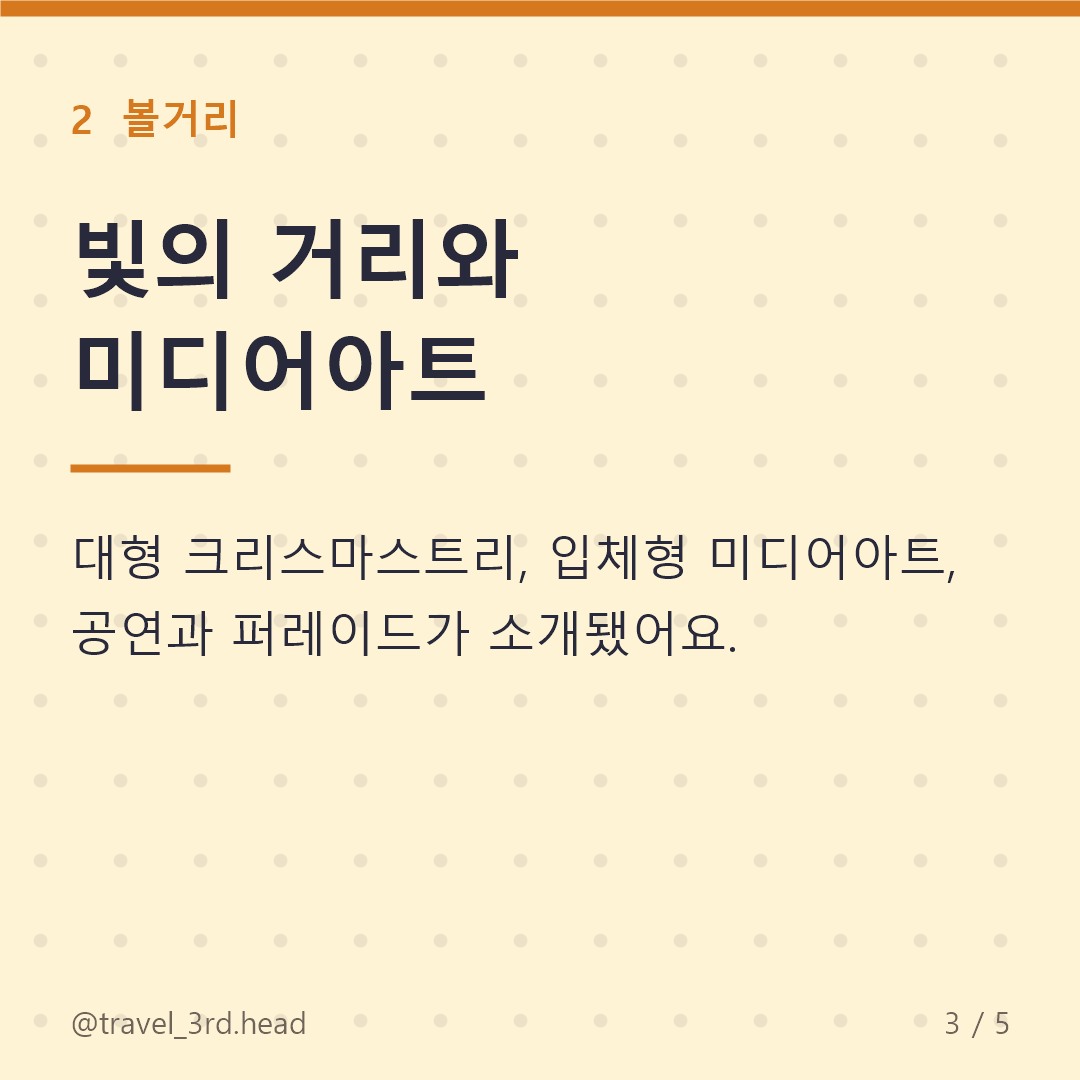 2 볼거리
빛의 거리와
미디어아트
대형 크리스마스트리, 입체형 미디어아트,
공연과 퍼레이드가 소개됐어요.
@travel_3rd.head
3 / 5